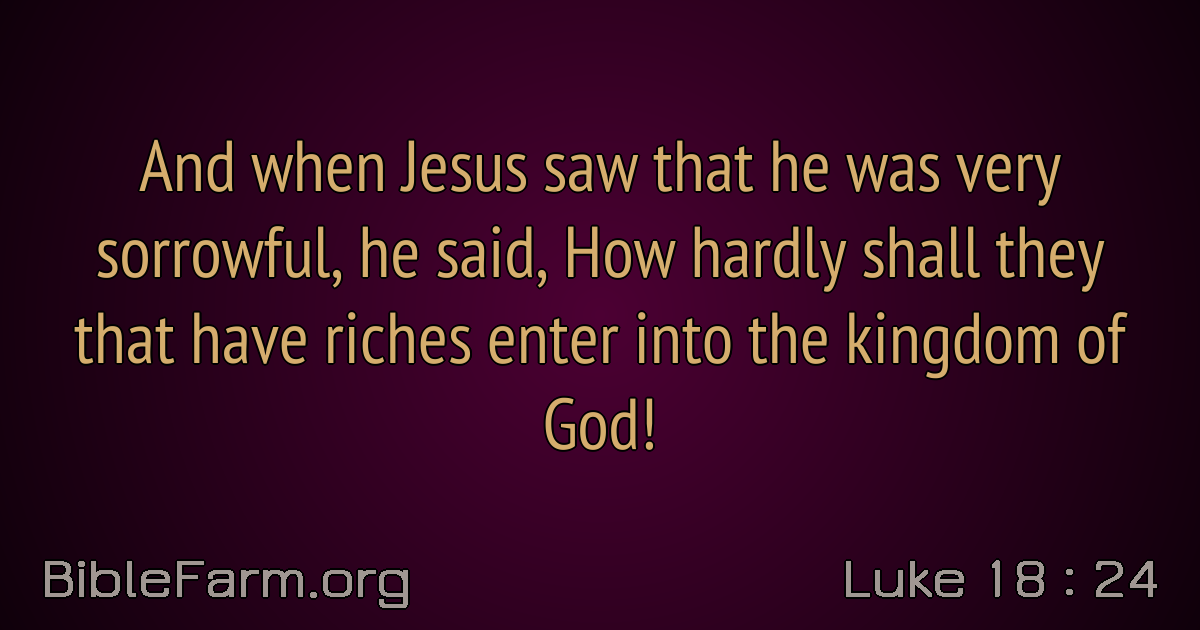 And when Jesus saw that he was very
sorrowful, he said, How hardly shall they
that have riches enter into the kingdom of
God!
BibleFarm.org
Luke 18 : 24